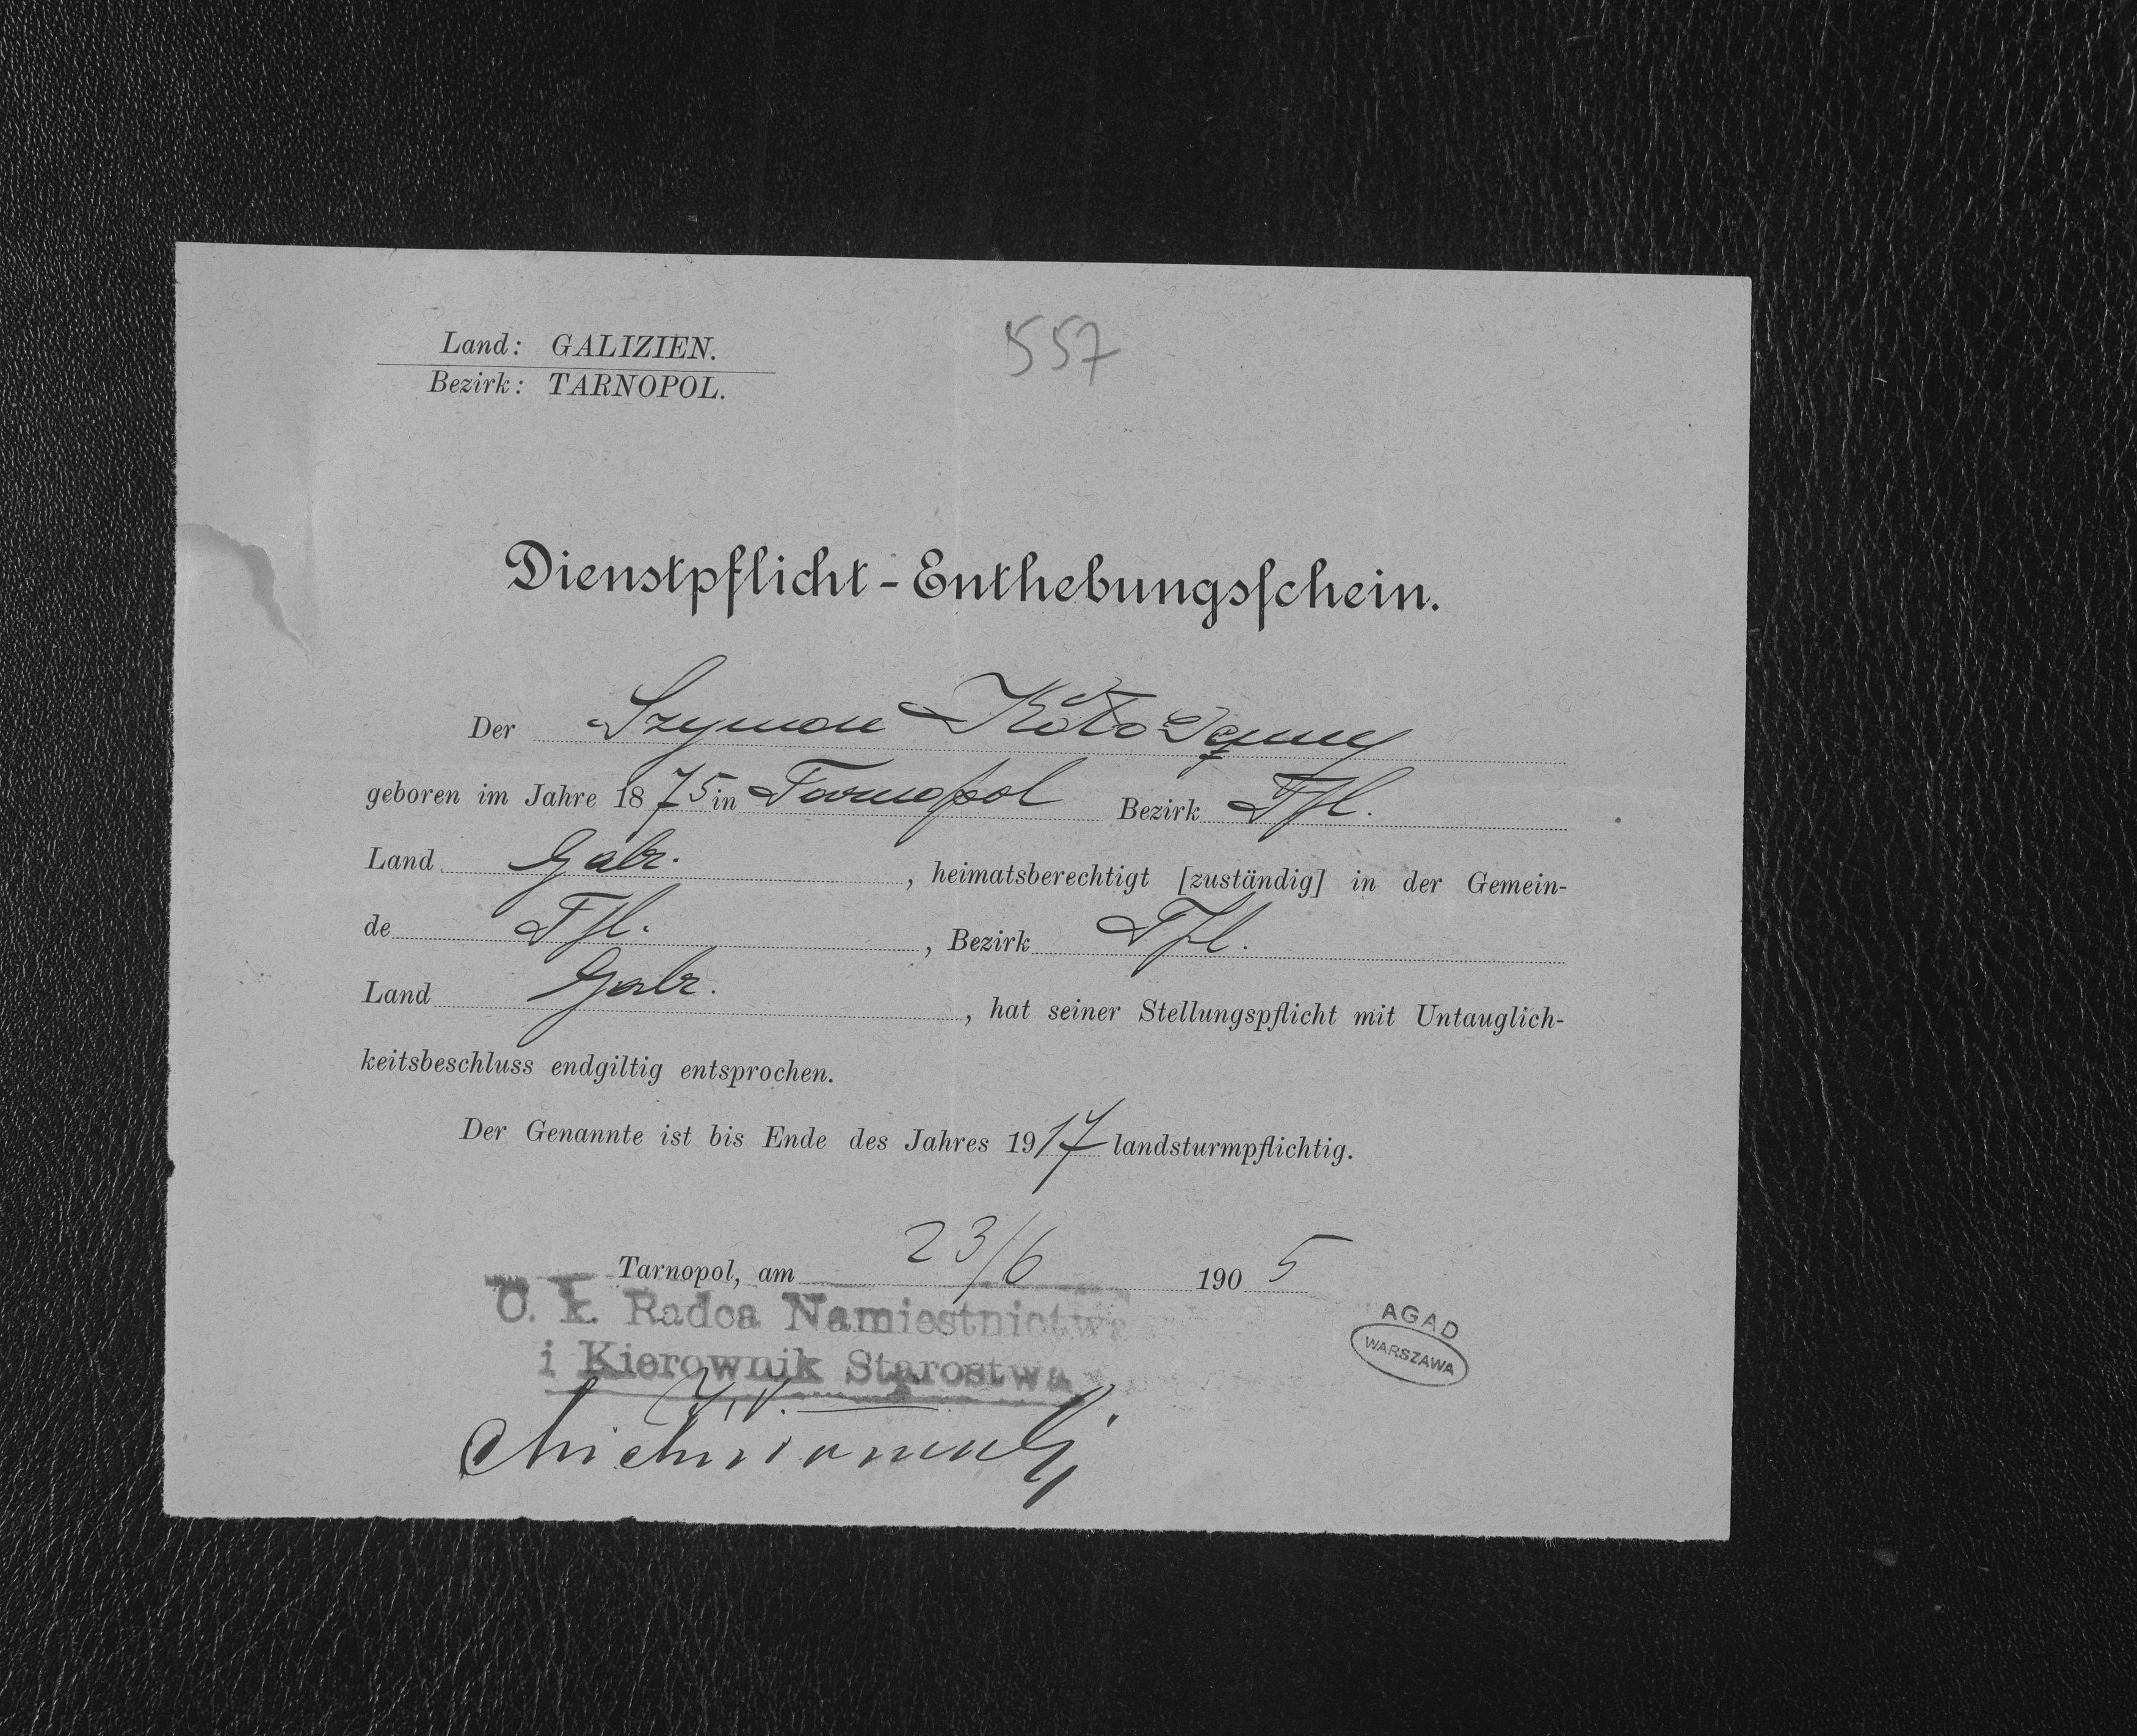 Land: GALIZIEN.
557
Bezirk: TARNOPOL.
Dienstpflicht-Enthebungsschein.
Der Szymon
geboren im Jahre 1875 in Tarnopol Bezirk Tpl.
Land Galiz. , heimatsberechtigt [zuständig] in der Gemein-
de Tpl. , Bezirk Tpl.
Land Galiz. , hat seiner Stellungspflicht mit Untauglich-
keitsbeschluss endgiltig entsprochen.
Der Genannte ist bis Ende des Jahres 1917 landsturmpflichtig.
Tarnopol, am 23/6 1905
C. k. Radca Namiestnictwa
i Kierownik Starostwa
AGAD
WARSZAWA